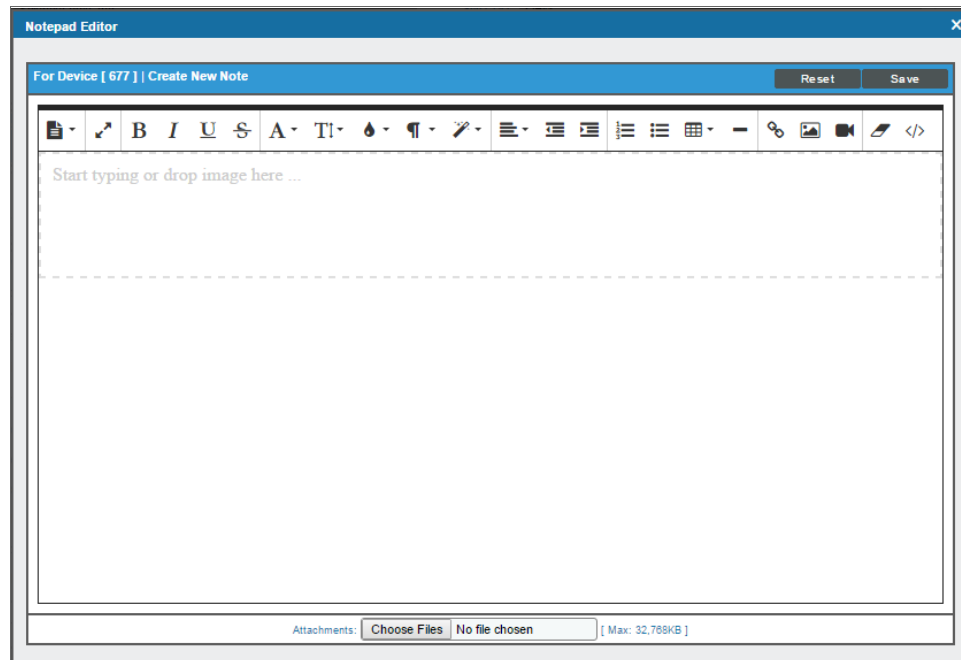 Notepad Editor
For Device [ 677 ] | Create New Note
Reset
Save
B I U S A T
Start typing or drop image here ...
Attachments: Choose Files No file chosen [ Max: 32,768KB ]